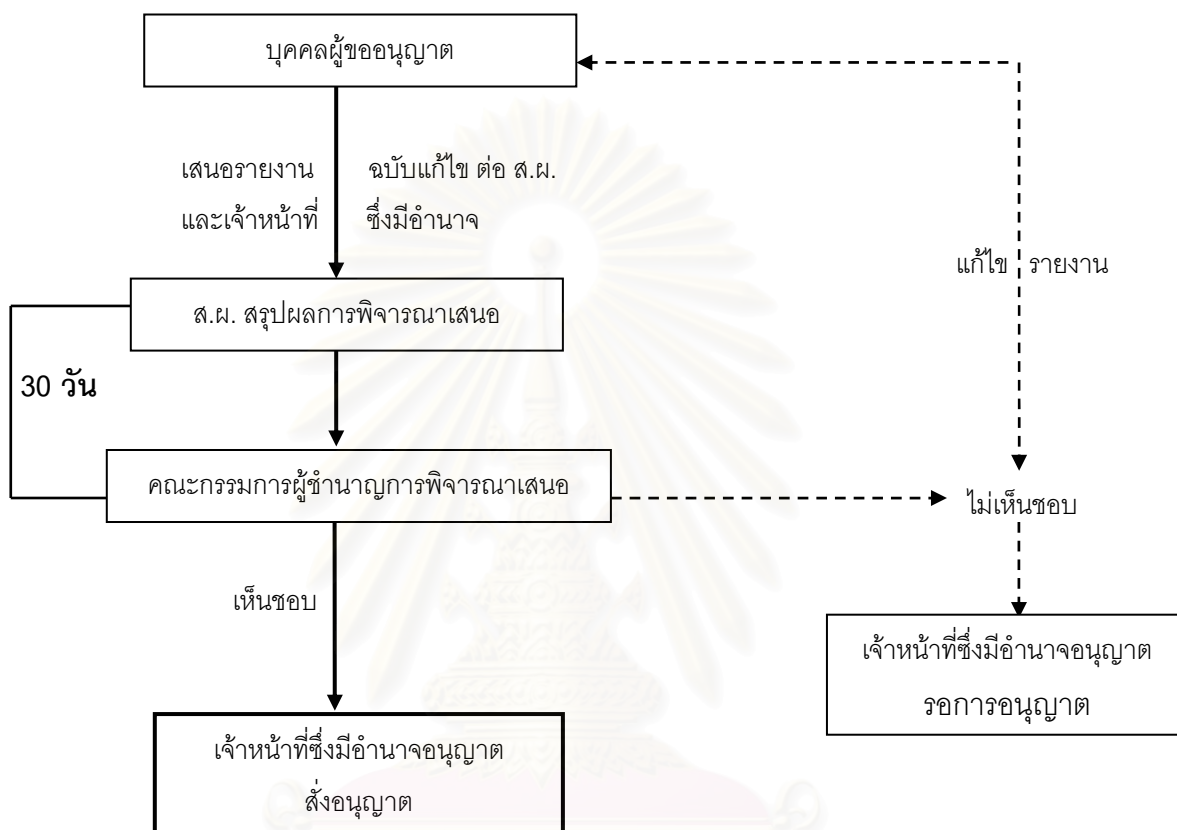 บุคคลผู้ขออนุญาต
เสนอรายงาน ฉบับแก้ไข ต่อ ส.ผ.
และเจ้าหน้าที่ ซึ่งมีอำนาจ
แก้ไข รายงาน
ส.ผ. สรุปผลการพิจารณาเสนอ
30 วัน
คณะกรรมการผู้ชำนาญการพิจารณาเสนอ
ไม่เห็นชอบ
เห็นชอบ
เจ้าหน้าที่ซึ่งมีอำนาจอนุญาต
รอการอนุญาต
เจ้าหน้าที่ซึ่งมีอำนาจอนุญาต
สั่งอนุญาต